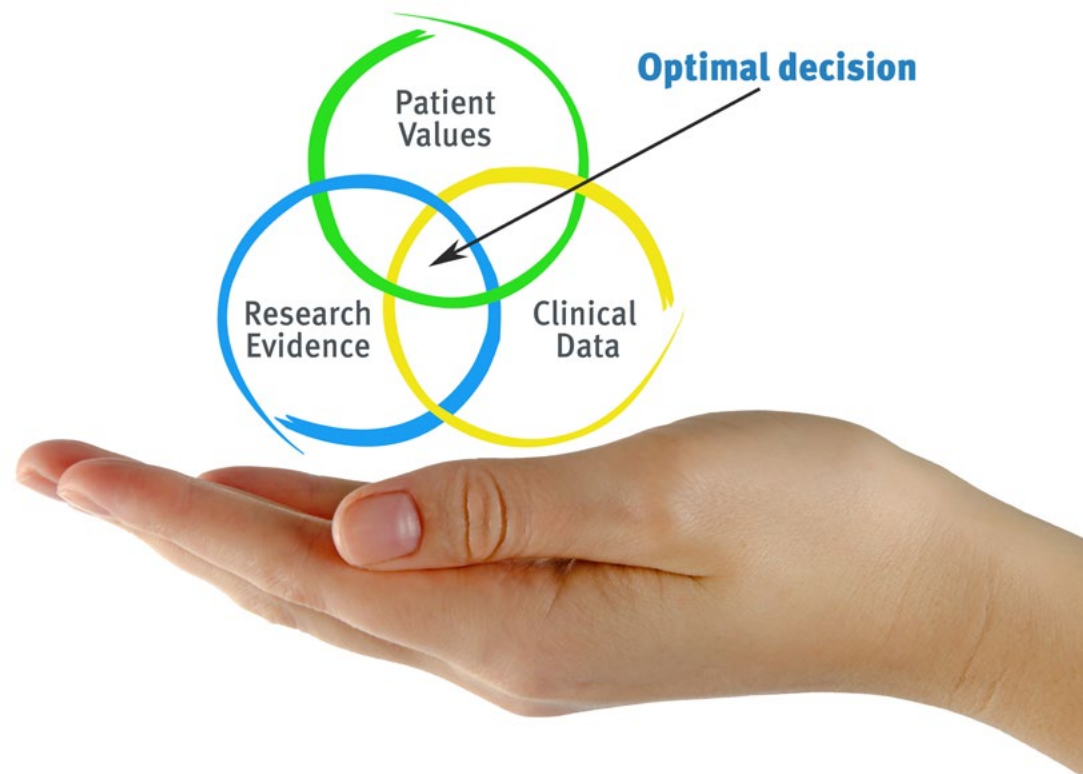 Optimal decision
Patient
Values
Research
Evidence
Clinical
Data